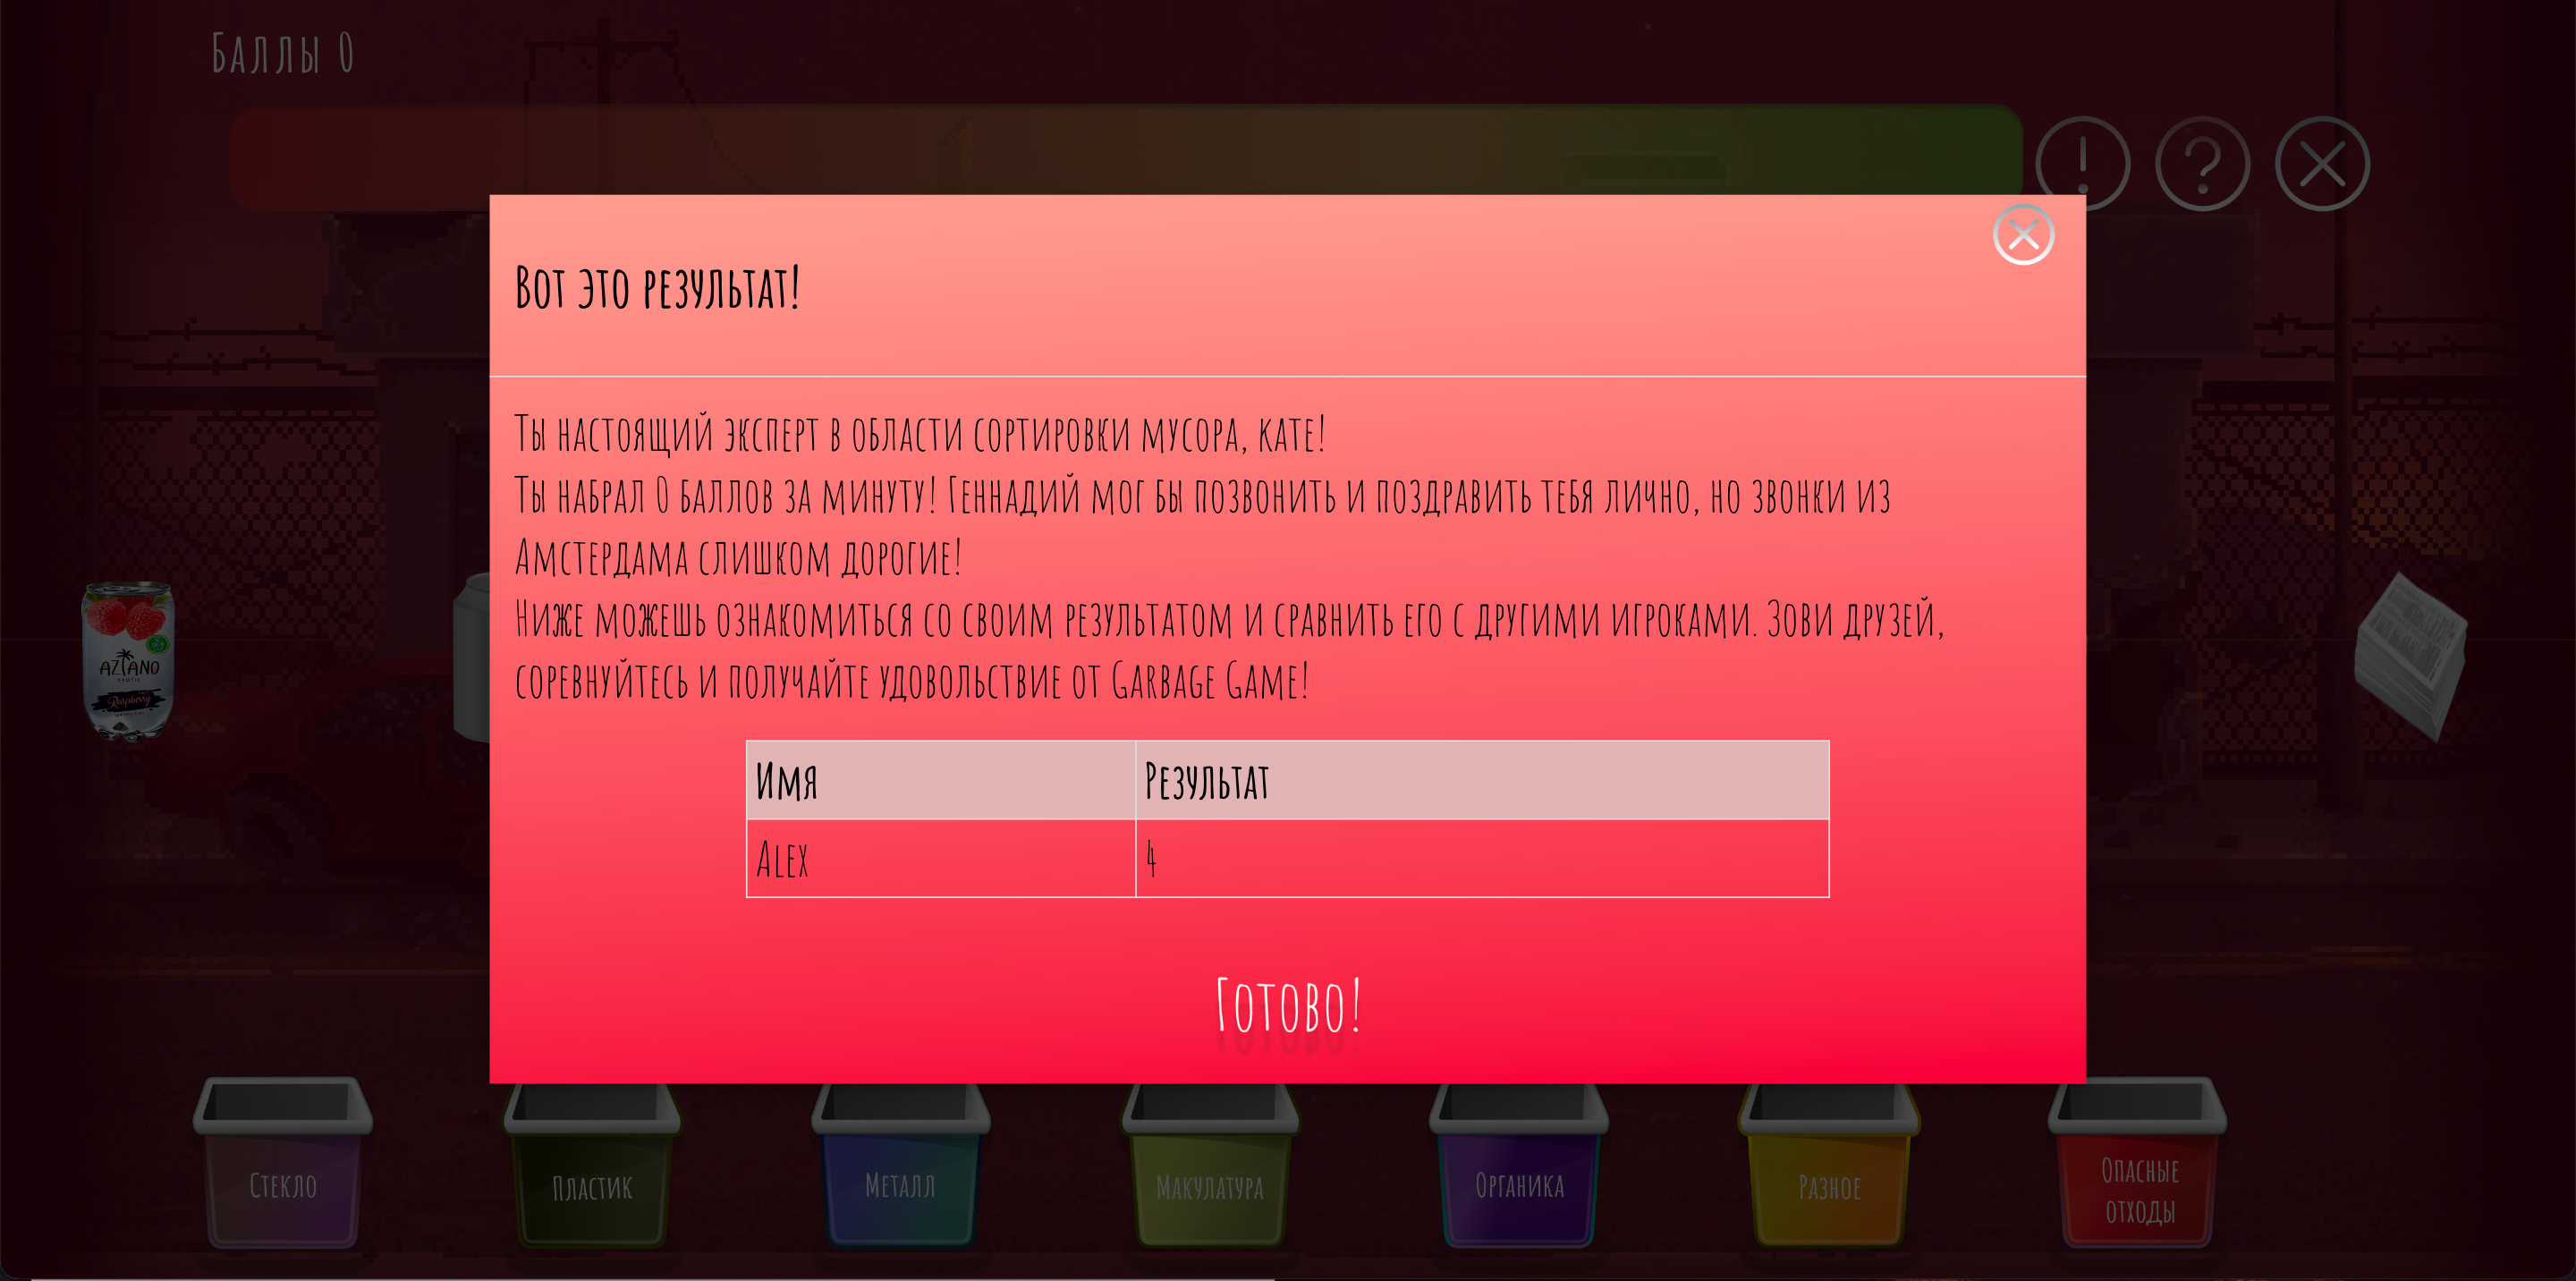 Баллы 0
Вот это результат!
Ты настоящий эксперт в области сортировки мусора, kate!
Ты набрал 0 баллов за минуту! Геннадий мог бы позвонить и поздравить тебя лично, но звонки из
Амстердама слишком дорогие!
Ниже можешь ознакомиться со своим результатом и сравнить его с другими игроками. Зови друзей,
соревнуйтесь и получайте удовольствие от Garbage Game!
AZIANO
EXOTIC
Raspberry
Имя Результат
Alex 4
Готово!
Стекло Пластик Металл Макулатура Органика Разное Опасные
отходы